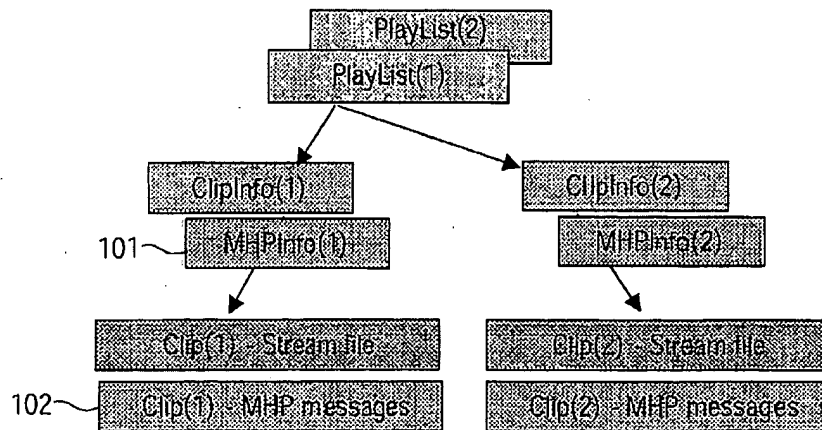 PlayList(2)
PlayList(1)
ClipInfo(1)
ClipInfo(2)
101
MHPInfo(1)
MHPInfo(2)
Clip(1) - Stream file
Clip(2) - Stream file
102
Clip(1) - MHP messages
Clip(2) - MHP messages